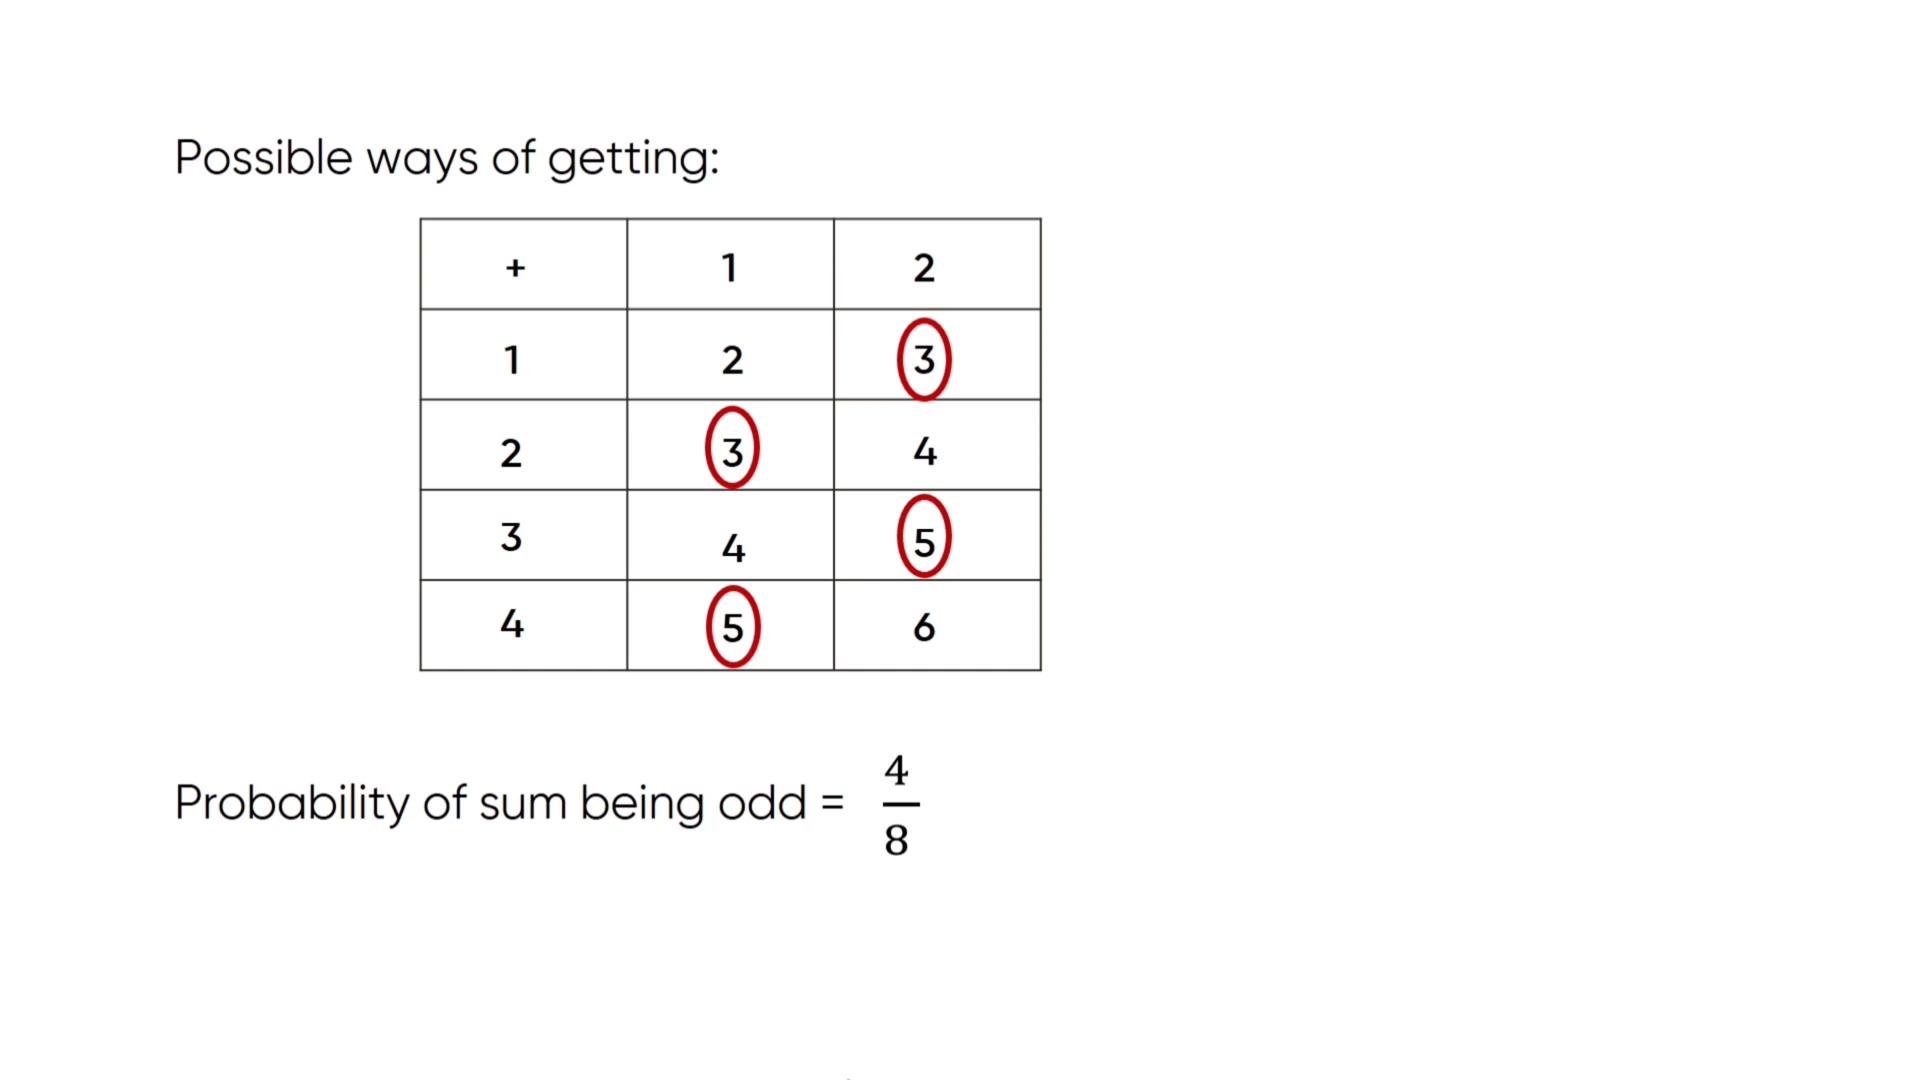 Possible ways of getting:
+ 1 2
1 2 3
2 3 4
3 4 5
4 5 6
Probability of sum being odd = 4/8